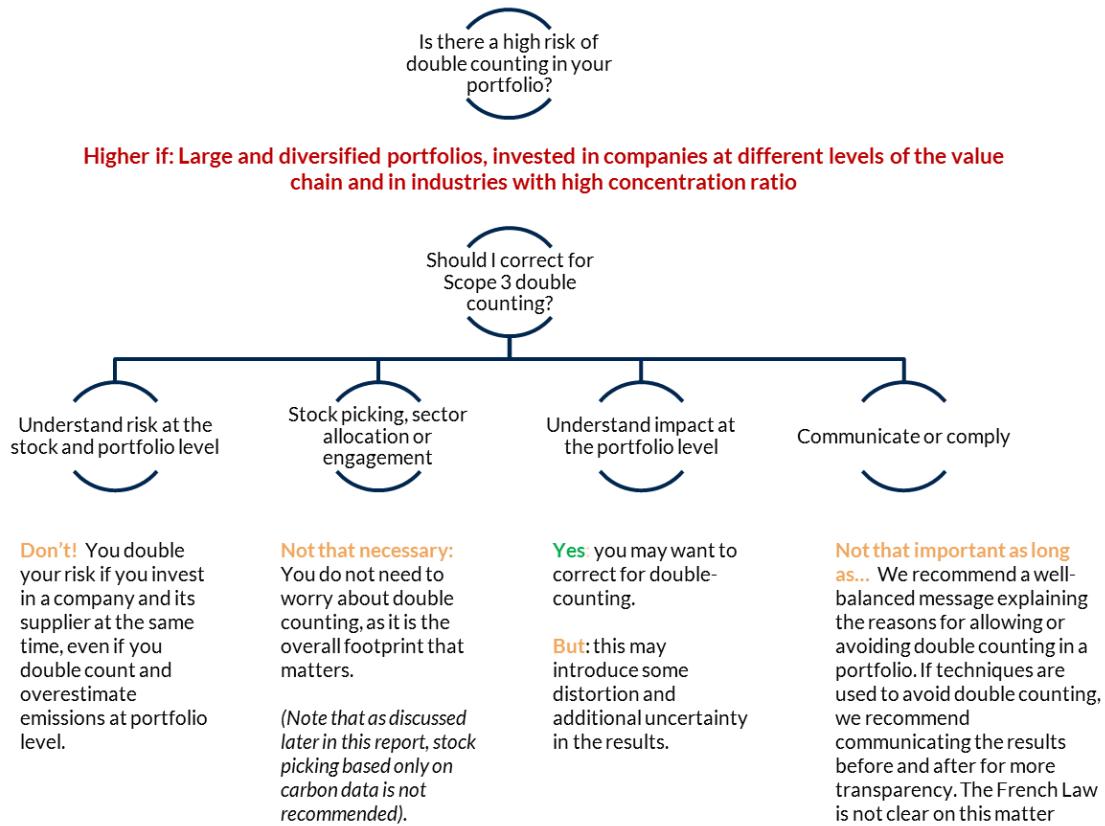 Is there a high risk of
double counting in your
portfolio?
Higher if: Large and diversified portfolios, invested in companies at different levels of the value
chain and in industries with high concentration ratio
Should I correct for
Scope 3 double
counting?
Understand risk at the
stock and portfolio level
Stock picking, sector
allocation or
engagement
Understand impact at
the portfolio level
Communicate or comply
Don't! You double
your risk if you invest
in a company and its
supplier at the same
time, even if you
double count and
overestimate
emissions at portfolio
level.
Not that necessary:
You do not need to
worry about double
counting, as it is the
overall footprint that
matters.
(Note that as discussed
later in this report, stock
picking based only on
carbon data is not
recommended).
Yes: you may want to
correct for double-
counting.
But: this may
introduce some
distortion and
additional uncertainty
in the results.
Not that important as long
as... We recommend a well-
balanced message explaining
the reasons for allowing or
avoiding double counting in a
portfolio. If techniques are
used to avoid double counting,
we recommend
communicating the results
before and after for more
transparency. The French Law
is not clear on this matter